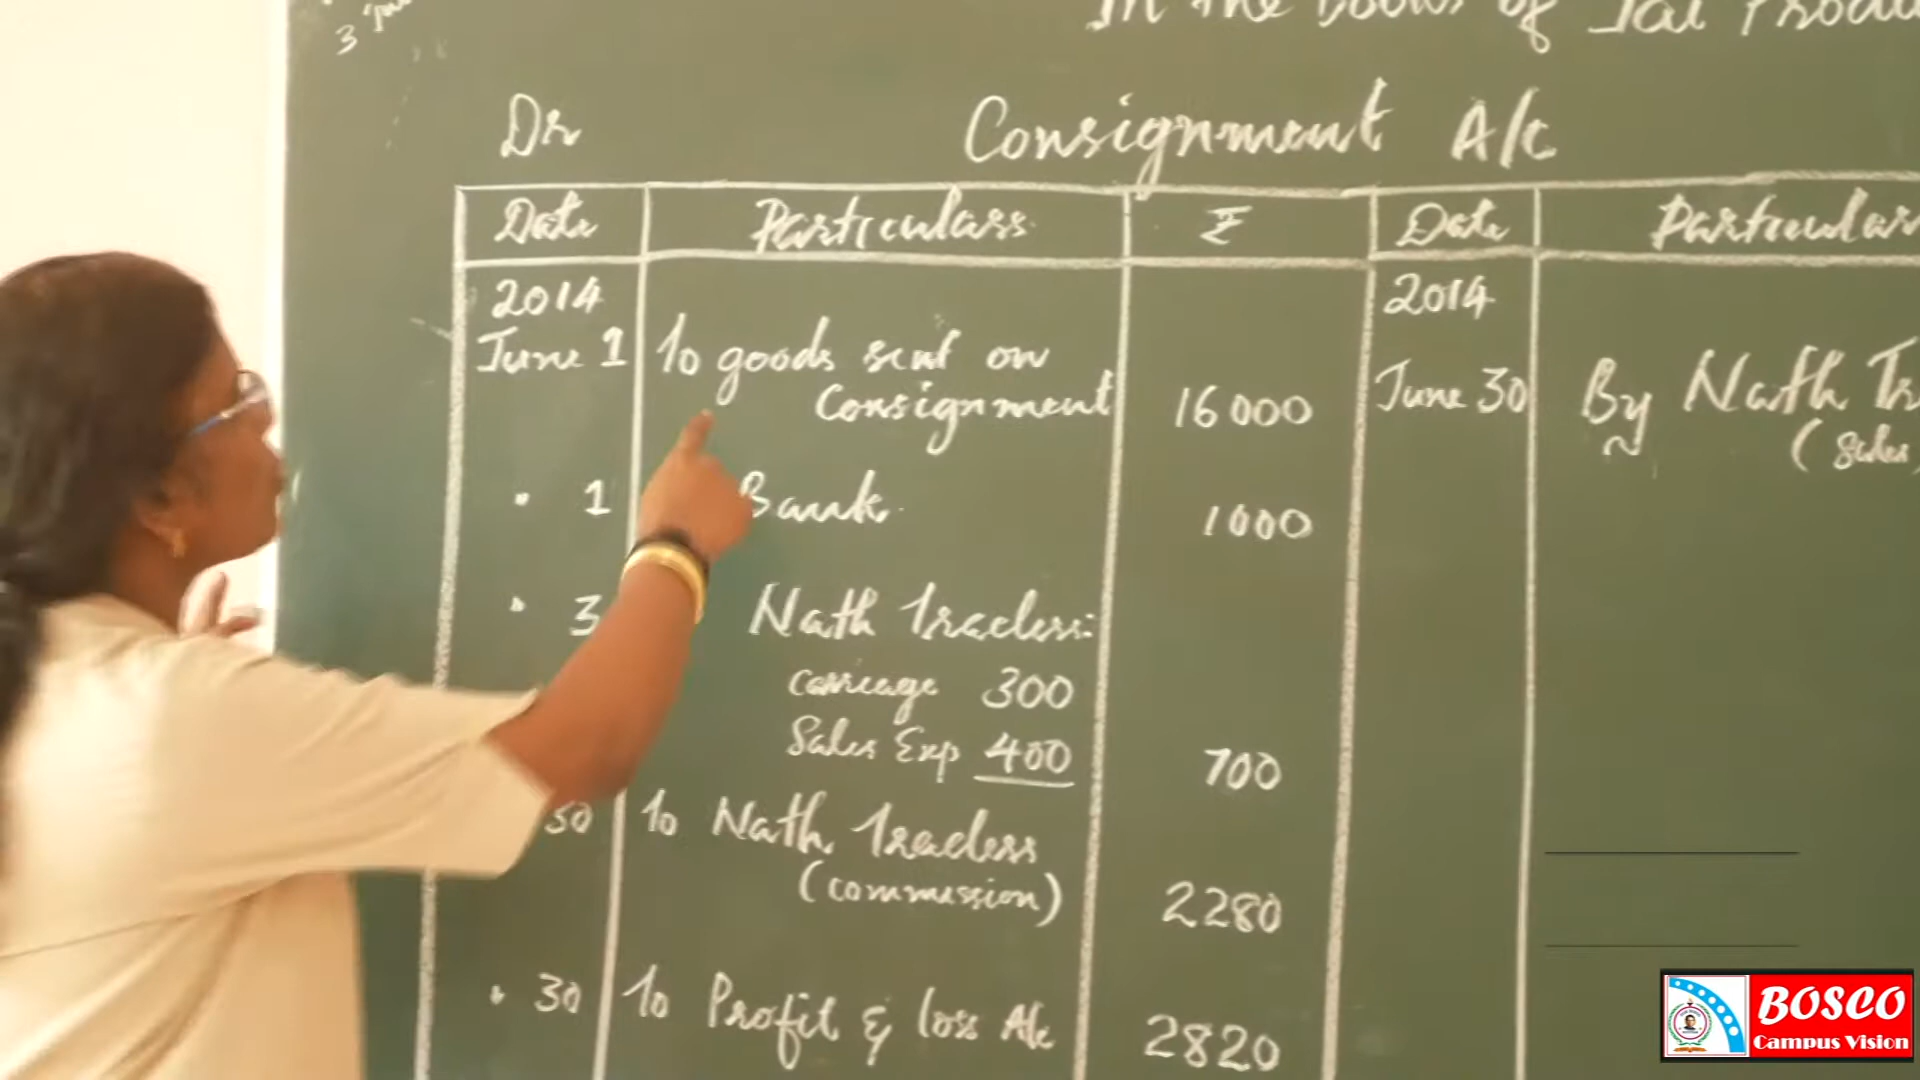 In the books of Jai Produ
3
Dr Consignment A/c
Date Particulars ₹ Date Particular
2014 2014
June 1 To goods sent on
Consignment 16000 June 30 By Nath Tr
(Sales
" 1 Bank 1000
" 3 Nath Traders:
carriage 300
Sales Exp 400 700
30 To Nath Traders
(commission) 2280
" 30 To Profit & loss A/c 2820
BOSCO
Campus Vision